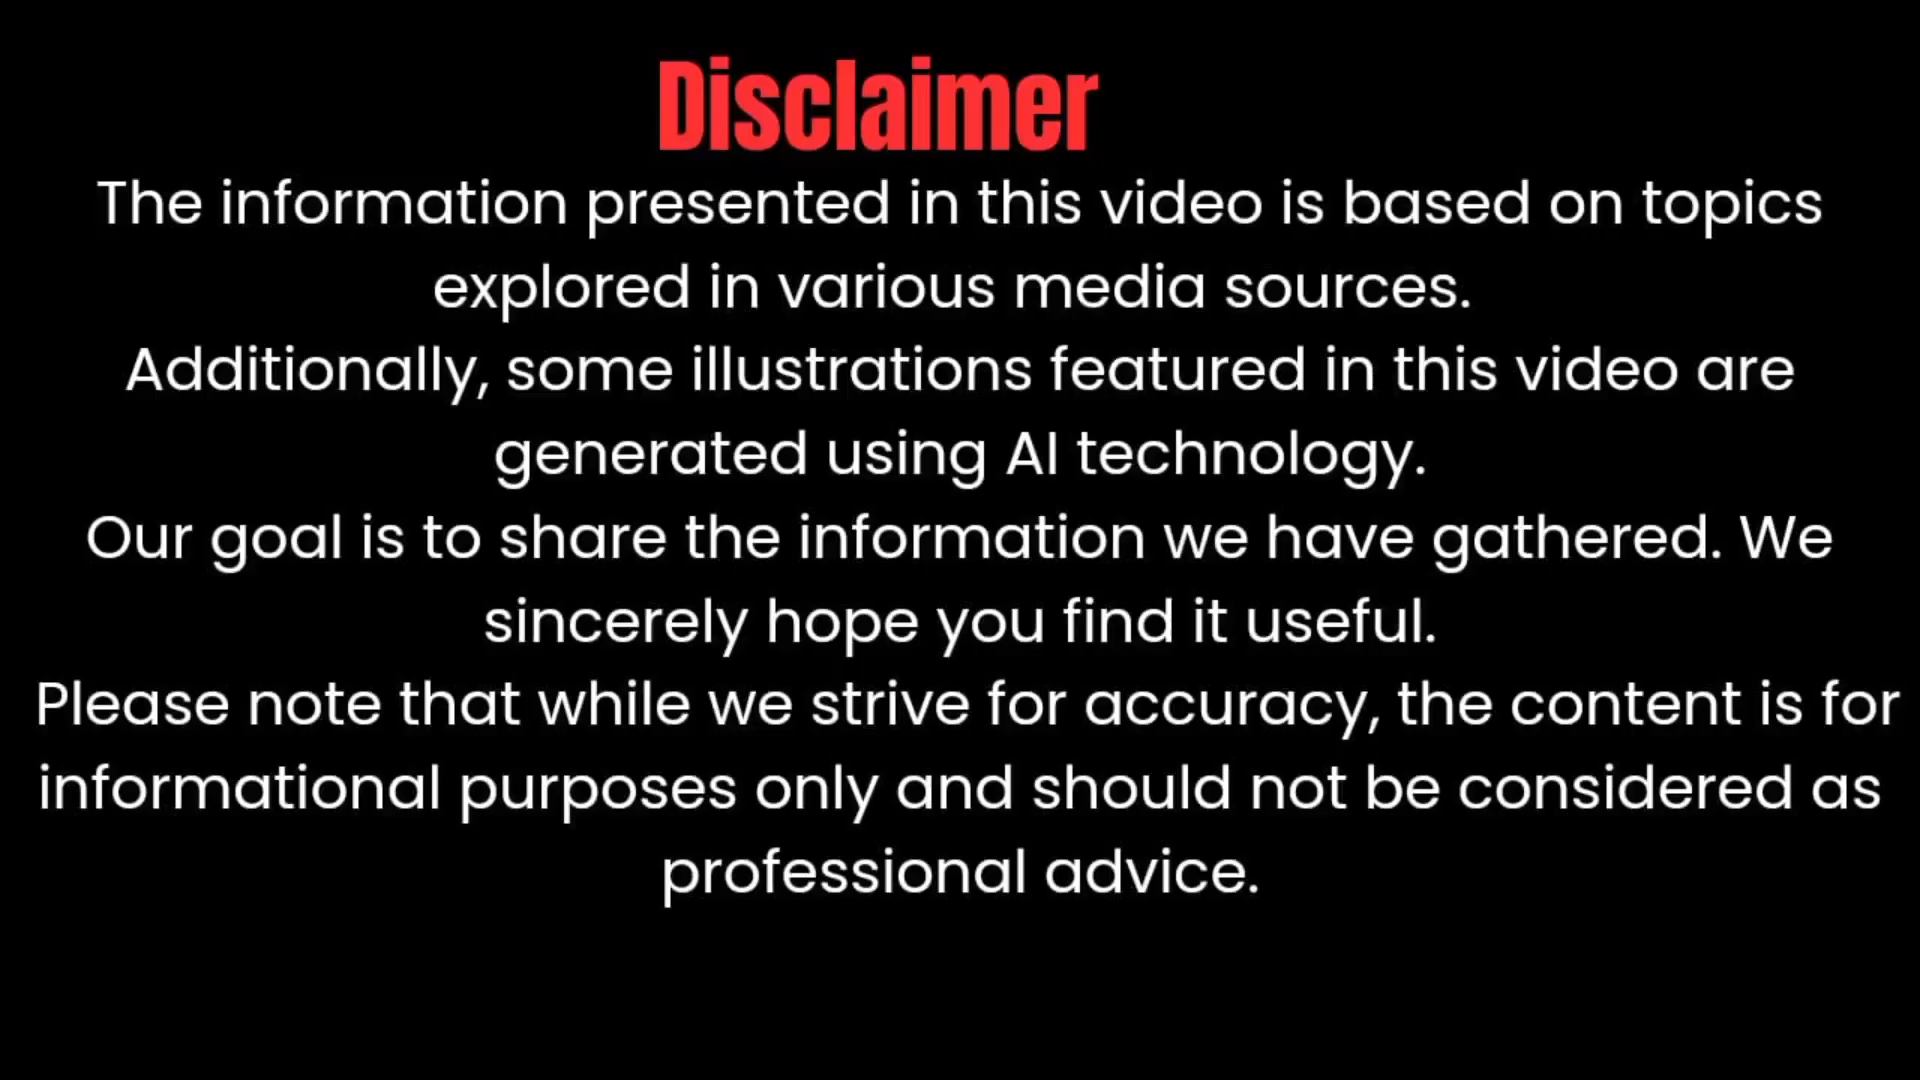 Disclaimer
The information presented in this video is based on topics
explored in various media sources.
Additionally, some illustrations featured in this video are
generated using AI technology.
Our goal is to share the information we have gathered. We
sincerely hope you find it useful.
Please note that while we strive for accuracy, the content is for
informational purposes only and should not be considered as
professional advice.